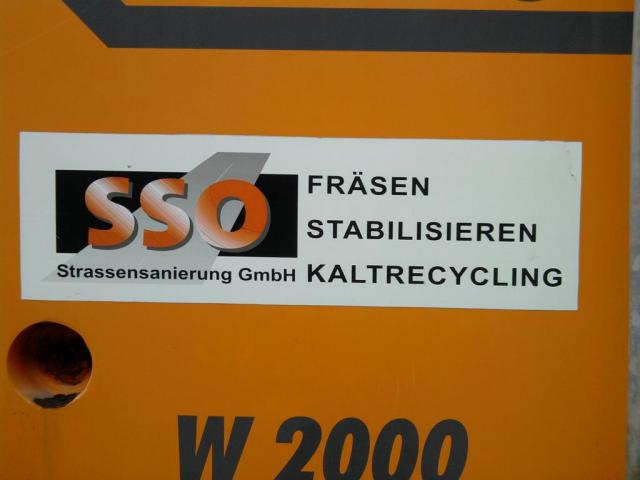 SSO
Strassensanierung GmbH
FRÄSEN
STABILISIEREN
KALTRECYCLING
W 2000